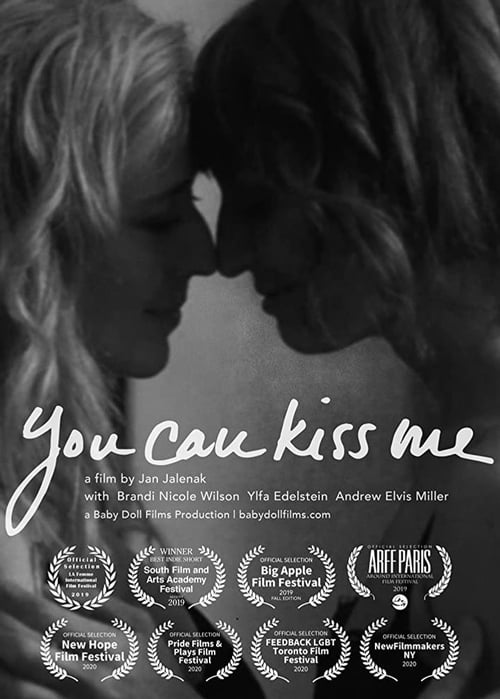 You can kiss me
a film by Jan Jalenak
with Brandi Nicole Wilson Ylfa Edelstein Andrew Elvis Miller
a Baby Doll Films Production | babydollfilms.com
Official
Selection
LA Femme
International
Film Festival
2019
WINNER
BEST INDIE SHORT
South Film and
Arts Academy
Festival
2019
OFFICIAL SELECTION
Big Apple
Film Festival
2019
FALL EDITION
OFFICIAL SELECTION
ARFF PARIS
AROUND INTERNATIONAL
FILM FESTIVAL
2019
OFFICIAL SELECTION
New Hope
Film Festival
2020
OFFICIAL SELECTION
Pride Films &
Plays Film
Festival
2020
OFFICIAL SELECTION
FEEDBACK LGBT
Toronto Film
Festival
2020
OFFICIAL SELECTION
NewFilmmakers
NY
2020